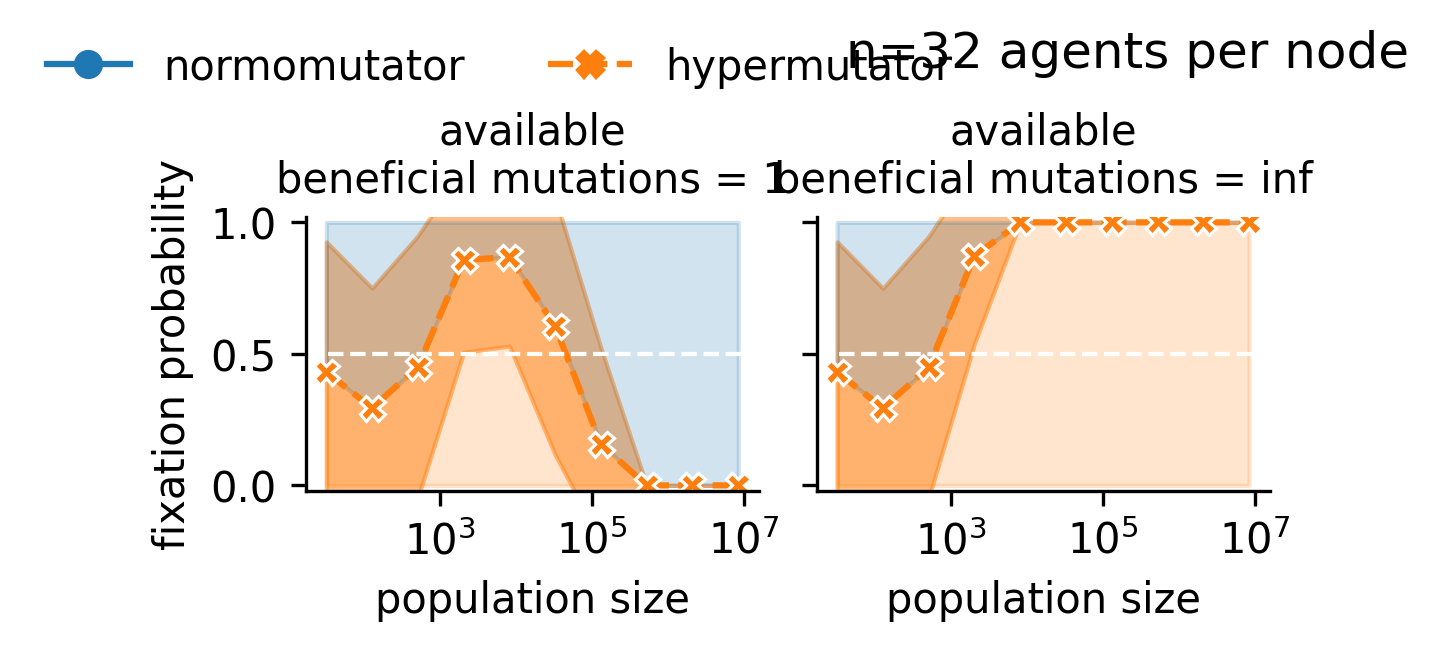 normomutator
hypermutator
n=32 agents per node
available
beneficial mutations = 1
available
beneficial mutations = inf
fixation probability
1.0
0.5
0.0
10³
10⁵
10⁷
population size
10³
10⁵
10⁷
population size